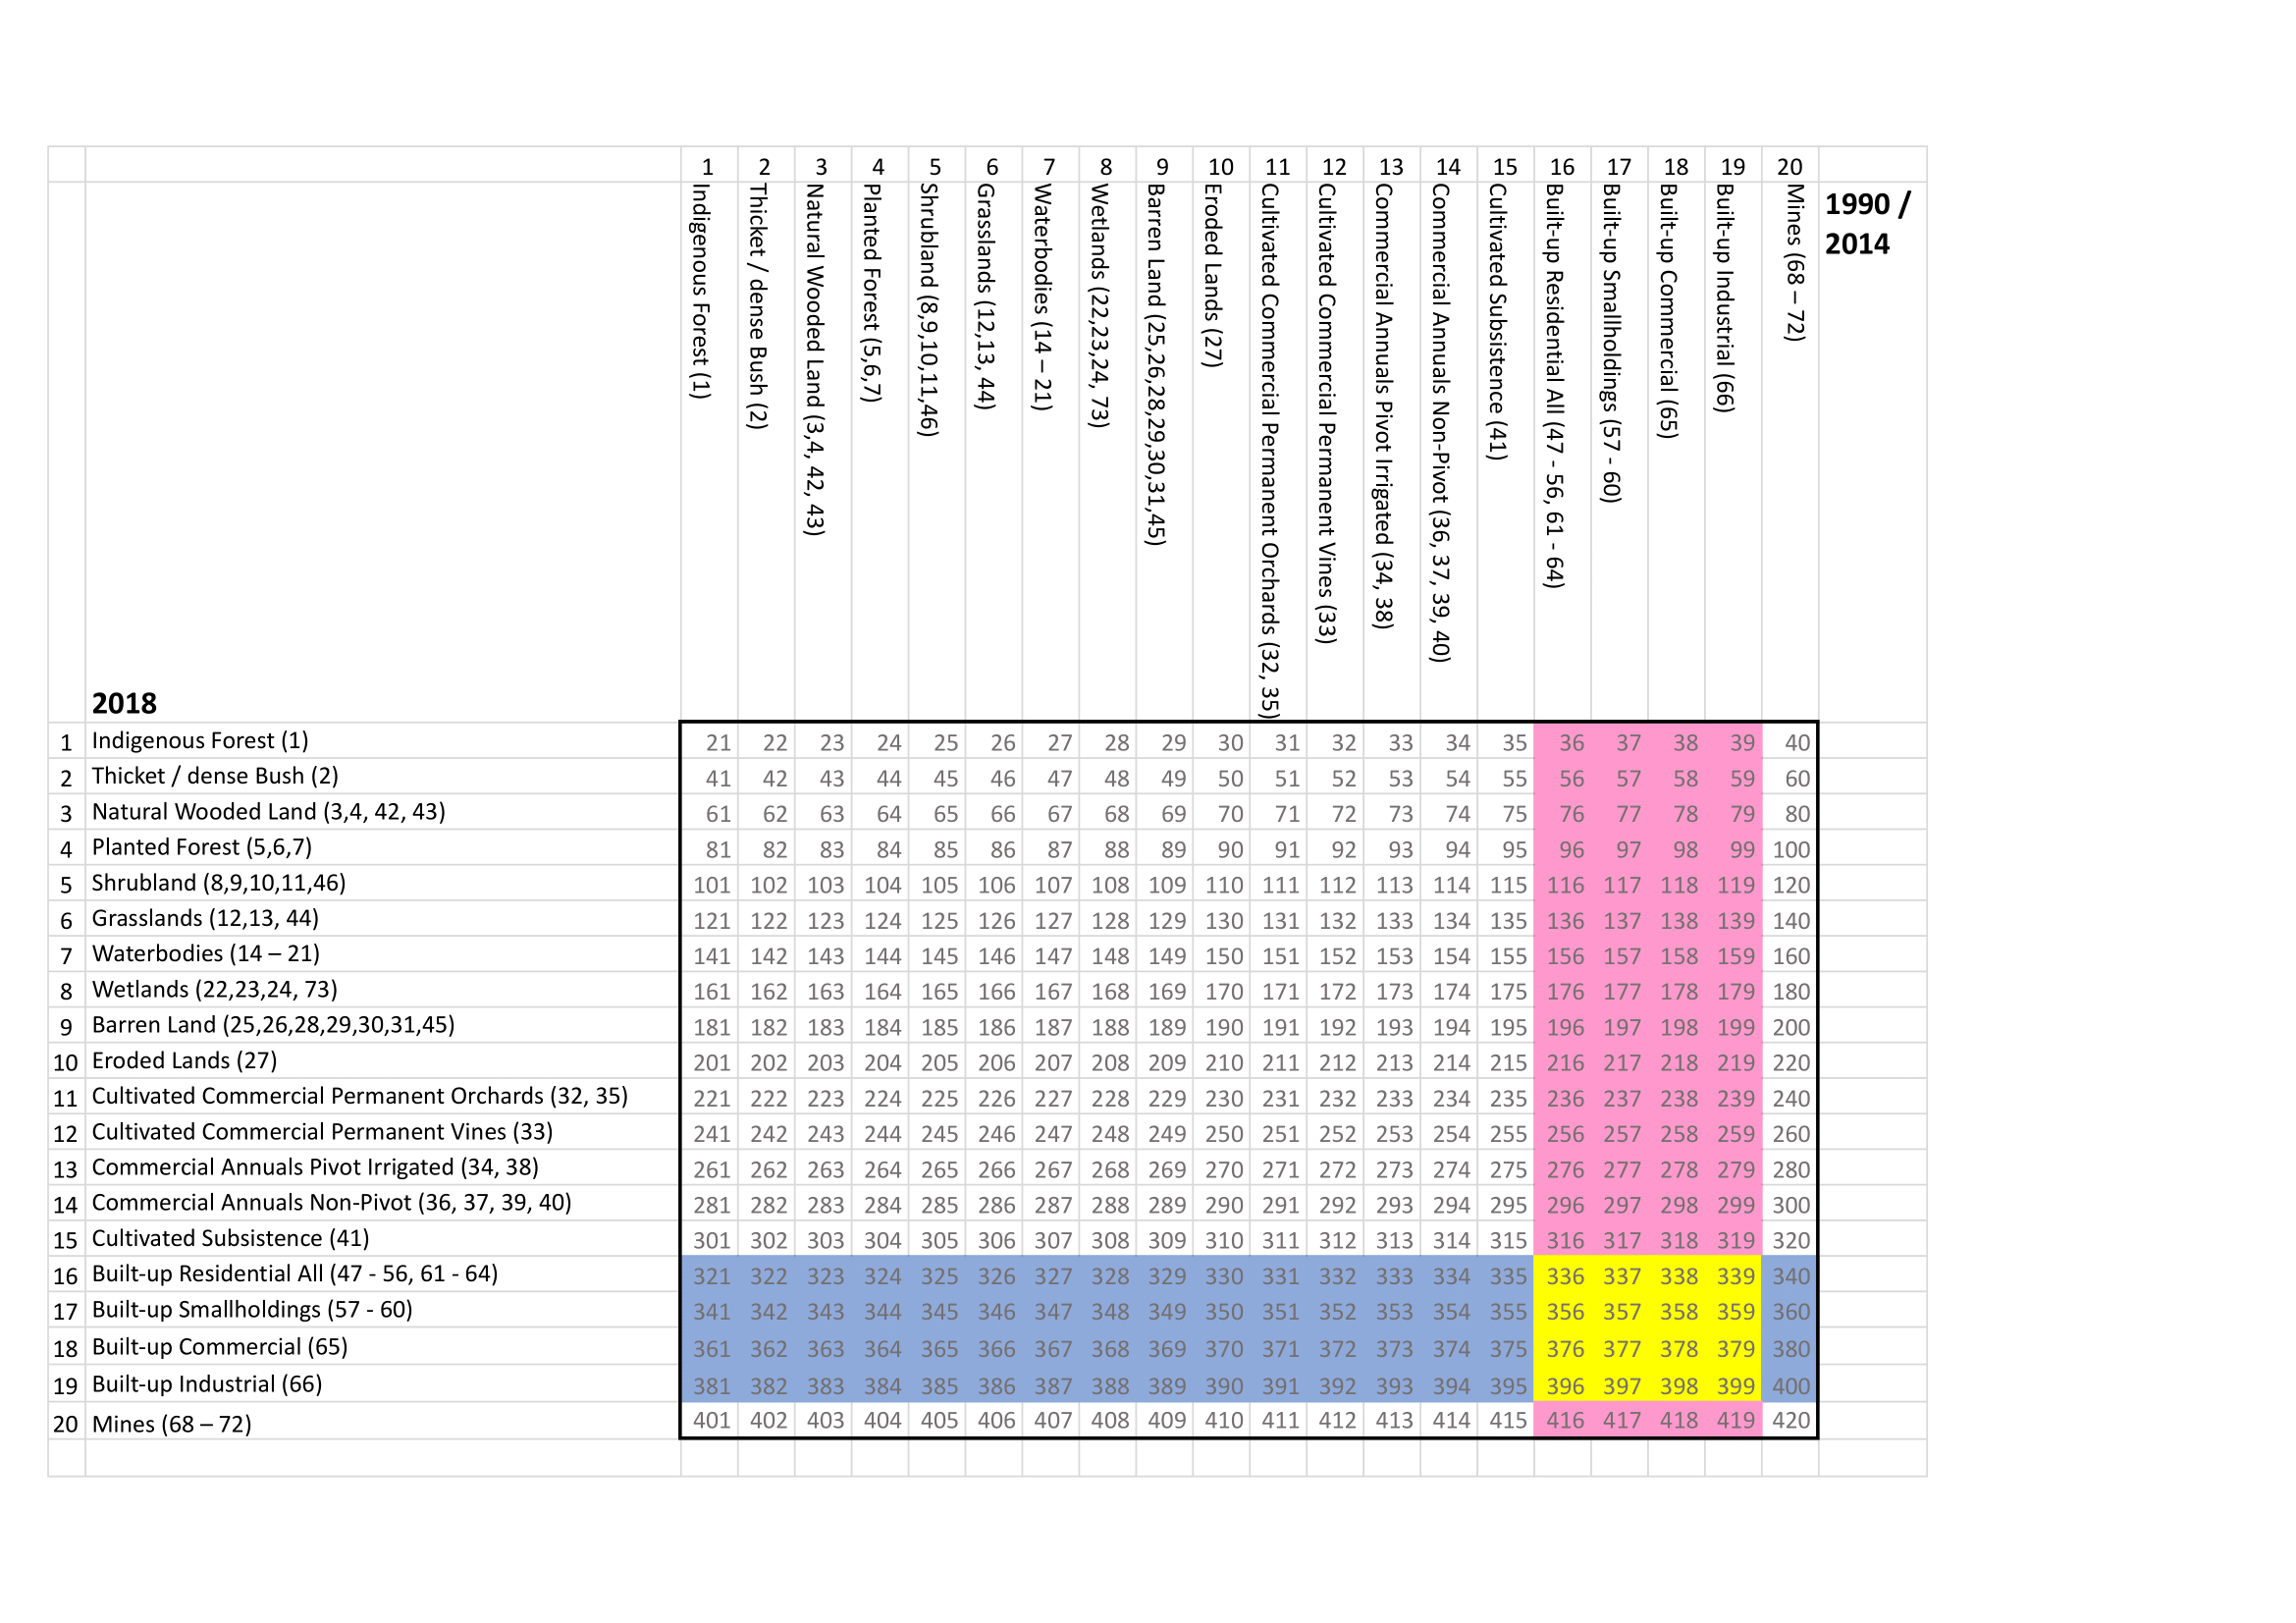 1 2 3 4 5 6 7 8 9 10 11 12 13 14 15 16 17 18 19 20
Indigenous Forest (1)
Thicket / dense Bush (2)
Natural Wooded Land (3,4, 42, 43)
Planted Forest (5,6,7)
Shrubland (8,9,10,11,46)
Grasslands (12,13, 44)
Waterbodies (14 – 21)
Wetlands (22,23,24, 73)
Barren Land (25,26,28,29,30,31,45)
Eroded Lands (27)
Cultivated Commercial Permanent Orchards (32, 35)
Cultivated Commercial Permanent Vines (33)
Commercial Annuals Pivot Irrigated (34, 38)
Commercial Annuals Non-Pivot (36, 37, 39, 40)
Cultivated Subsistence (41)
Built-up Residential All (47 - 56, 61 - 64)
Built-up Smallholdings (57 - 60)
Built-up Commercial (65)
Built-up Industrial (66)
Mines (68 – 72)
1990 /
2014
2018
1 Indigenous Forest (1) 21 22 23 24 25 26 27 28 29 30 31 32 33 34 35 36 37 38 39 40
2 Thicket / dense Bush (2) 41 42 43 44 45 46 47 48 49 50 51 52 53 54 55 56 57 58 59 60
3 Natural Wooded Land (3,4, 42, 43) 61 62 63 64 65 66 67 68 69 70 71 72 73 74 75 76 77 78 79 80
4 Planted Forest (5,6,7) 81 82 83 84 85 86 87 88 89 90 91 92 93 94 95 96 97 98 99 100
5 Shrubland (8,9,10,11,46) 101 102 103 104 105 106 107 108 109 110 111 112 113 114 115 116 117 118 119 120
6 Grasslands (12,13, 44) 121 122 123 124 125 126 127 128 129 130 131 132 133 134 135 136 137 138 139 140
7 Waterbodies (14 – 21) 141 142 143 144 145 146 147 148 149 150 151 152 153 154 155 156 157 158 159 160
8 Wetlands (22,23,24, 73) 161 162 163 164 165 166 167 168 169 170 171 172 173 174 175 176 177 178 179 180
9 Barren Land (25,26,28,29,30,31,45) 181 182 183 184 185 186 187 188 189 190 191 192 193 194 195 196 197 198 199 200
10 Eroded Lands (27) 201 202 203 204 205 206 207 208 209 210 211 212 213 214 215 216 217 218 219 220
11 Cultivated Commercial Permanent Orchards (32, 35) 221 222 223 224 225 226 227 228 229 230 231 232 233 234 235 236 237 238 239 240
12 Cultivated Commercial Permanent Vines (33) 241 242 243 244 245 246 247 248 249 250 251 252 253 254 255 256 257 258 259 260
13 Commercial Annuals Pivot Irrigated (34, 38) 261 262 263 264 265 266 267 268 269 270 271 272 273 274 275 276 277 278 279 280
14 Commercial Annuals Non-Pivot (36, 37, 39, 40) 281 282 283 284 285 286 287 288 289 290 291 292 293 294 295 296 297 298 299 300
15 Cultivated Subsistence (41) 301 302 303 304 305 306 307 308 309 310 311 312 313 314 315 316 317 318 319 320
16 Built-up Residential All (47 - 56, 61 - 64) 321 322 323 324 325 326 327 328 329 330 331 332 333 334 335 336 337 338 339 340
17 Built-up Smallholdings (57 - 60) 341 342 343 344 345 346 347 348 349 350 351 352 353 354 355 356 357 358 359 360
18 Built-up Commercial (65) 361 362 363 364 365 366 367 368 369 370 371 372 373 374 375 376 377 378 379 380
19 Built-up Industrial (66) 381 382 383 384 385 386 387 388 389 390 391 392 393 394 395 396 397 398 399 400
20 Mines (68 – 72) 401 402 403 404 405 406 407 408 409 410 411 412 413 414 415 416 417 418 419 420